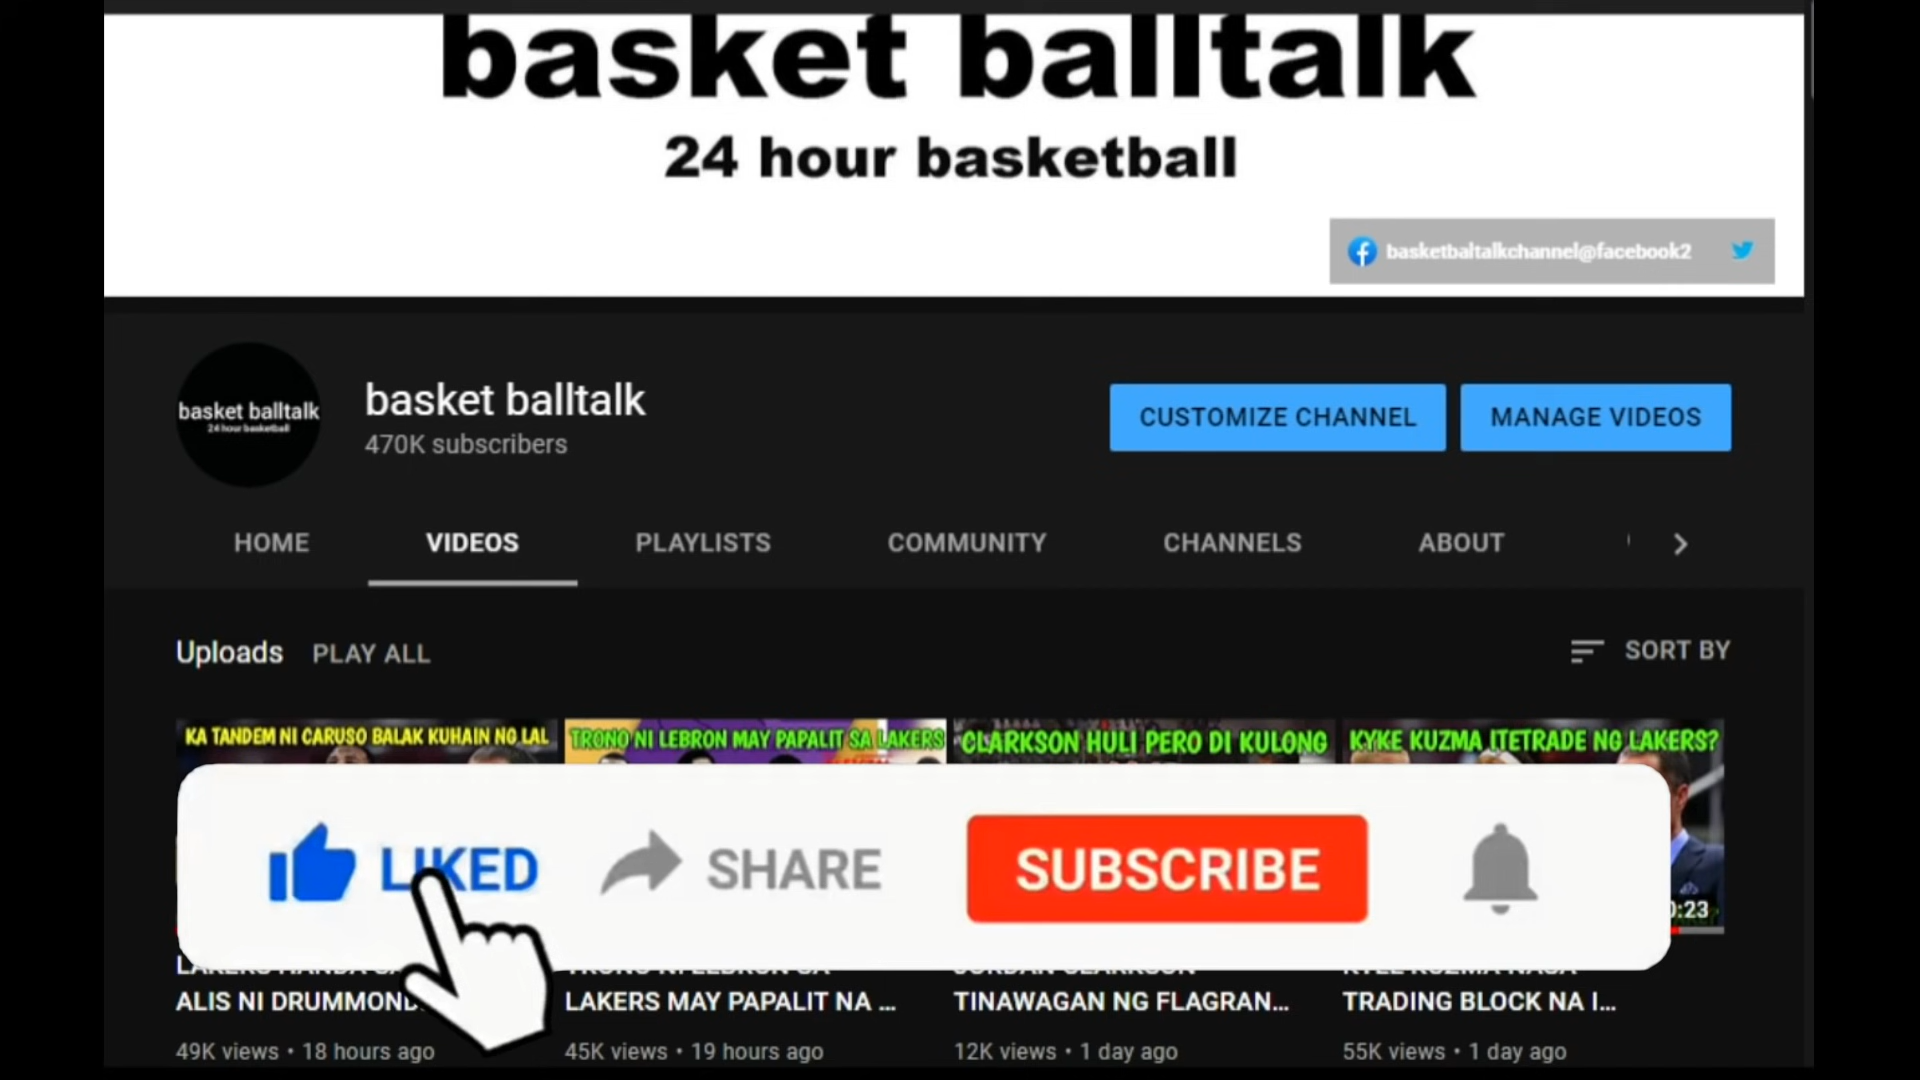 basket balltalk
24 hour basketball
basketbaltalkchannel@facebook2
basket balltalk
24 hour basketball
basket balltalk
470K subscribers
CUSTOMIZE CHANNEL
MANAGE VIDEOS
HOME
VIDEOS
PLAYLISTS
COMMUNITY
CHANNELS
ABOUT
Uploads
PLAY ALL
SORT BY
KA TANDEM NI CARUSO BALAK KUHAIN NG LAL
TRONO NI LEBRON MAY PAPALIT SA LAKERS
CLARKSON HULI PERO DI KULONG
KYKE KUZMA ITETRADE NG LAKERS?
LIKED
SHARE
SUBSCRIBE
:23
ALIS NI DRUMMOND
LAKERS MAY PAPALIT NA ...
TINAWAGAN NG FLAGRAN...
TRADING BLOCK NA I...
49K views • 18 hours ago
45K views • 19 hours ago
12K views • 1 day ago
55K views • 1 day ago